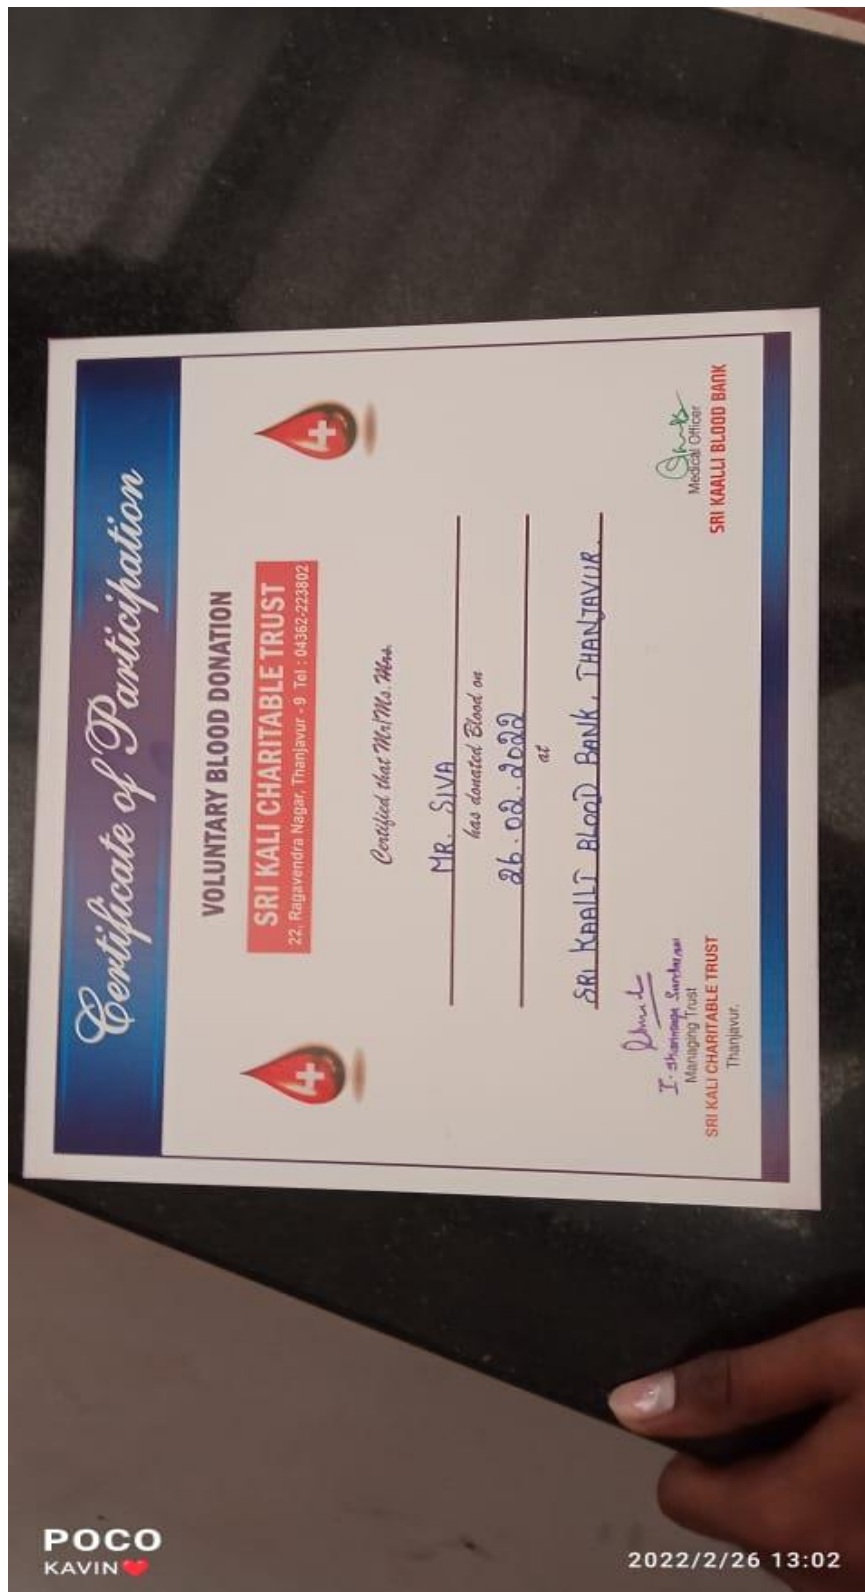 Certificate of Participation
VOLUNTARY BLOOD DONATION
SRI KALI CHARITABLE TRUST
22, Ragavendra Nagar, Thanjavur - 9 Tel : 04362-223802
Certified that Mr/Ms. Mrs.
MR. SIVA
has donated Blood on
26.02.2022
at
SRI KAALLI BLOOD BANK, THANJAVUR.
Managing Trust
SRI KALI CHARITABLE TRUST
Thanjavur.
Medical Officer
SRI KAALLI BLOOD BANK
POCO
KAVIN❤
2022/2/26 13:02